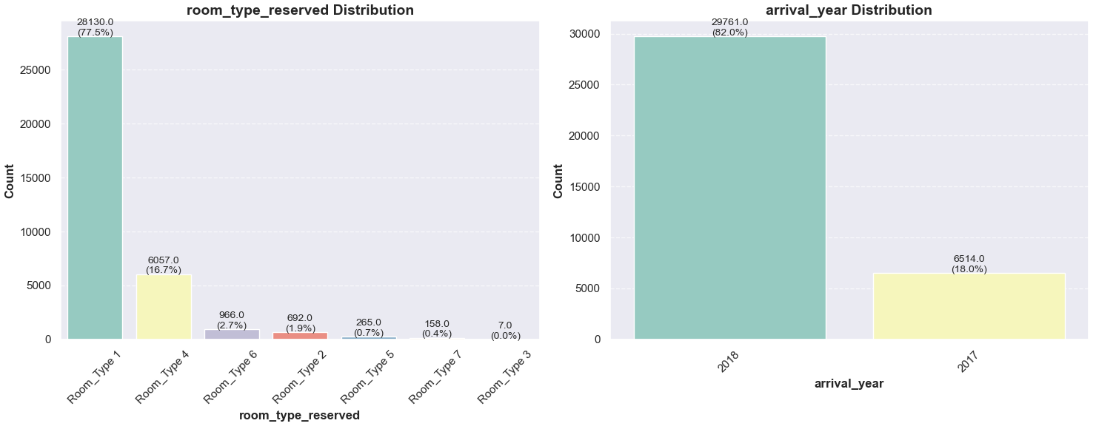 room_type_reserved Distribution
28130.0
(77.5%)
6057.0
(16.7%)
966.0
(2.7%)
692.0
(1.9%)
265.0
(0.7%)
158.0
(0.4%)
7.0
(0.0%)
25000
20000
15000
10000
5000
0
Count
Room_Type 1
Room_Type 4
Room_Type 6
Room_Type 2
Room_Type 5
Room_Type 7
Room_Type 3
room_type_reserved
arrival_year Distribution
29761.0
(82.0%)
6514.0
(18.0%)
30000
25000
20000
15000
10000
5000
0
Count
2018
2017
arrival_year